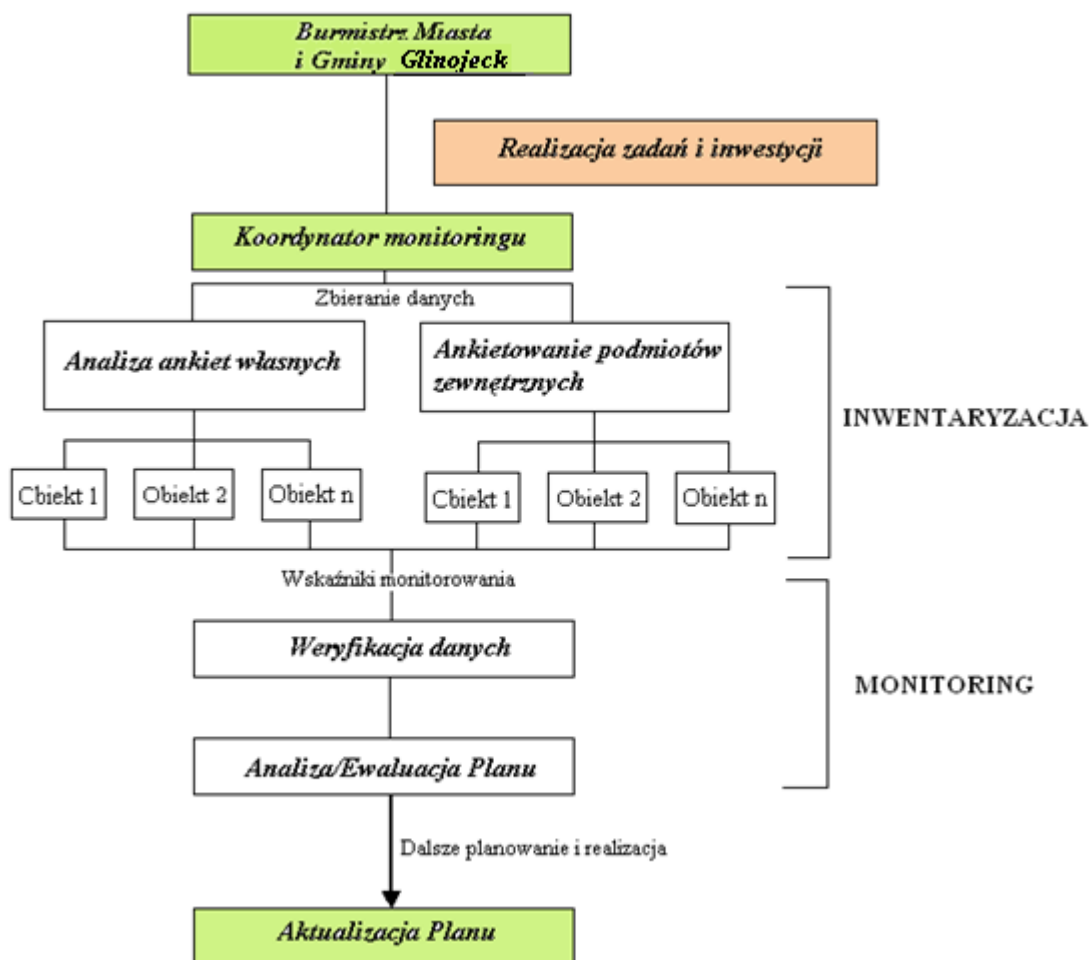 Burmistrz Miasta
i Gminy Glinojeck
Realizacja zadań i inwestycji
Koordynator monitoringu
Zbieranie danych
Analiza ankiet własnych
Ankietowanie podmiotów
zewnętrznych
INWENTARYZACJA
Cbiekt 1
Obiekt 2
Obiekt n
Cbiekt 1
Obiekt 2
Obiekt n
Wskaźniki monitorowania
Weryfikacja danych
MONITORING
Analiza/Ewaluacja Planu
Dalsze planowanie i realizacja
Aktualizacja Planu